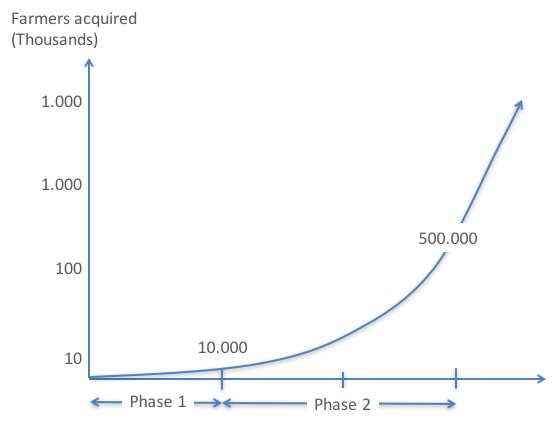 Farmers acquired
(Thousands)
1.000
1.000
500.000
100
10.000
10
Phase 1
Phase 2